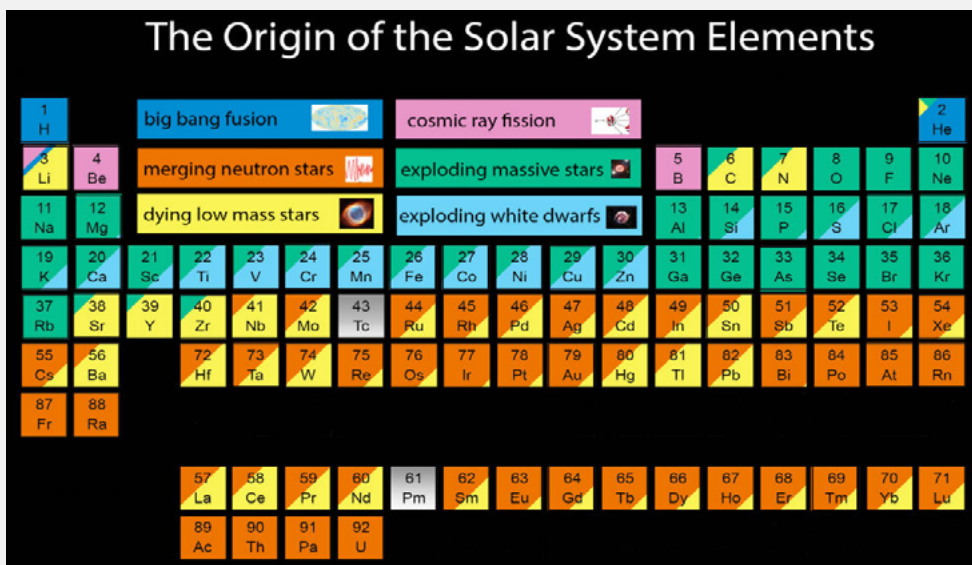 The Origin of the Solar System Elements
1 2
H He
big bang fusion cosmic ray fission
3 4 5 6 7 8 9 10
Li Be B C N O F Ne
merging neutron stars exploding massive stars
dying low mass stars exploding white dwarfs
11 12 13 14 15 16 17 18
Na Mg Al Si P S Cl Ar
19 20 21 22 23 24 25 26 27 28 29 30 31 32 33 34 35 36
K Ca Sc Ti V Cr Mn Fe Co Ni Cu Zn Ga Ge As Se Br Kr
37 38 39 40 41 42 43 44 45 46 47 48 49 50 51 52 53 54
Rb Sr Y Zr Nb Mo Tc Ru Rh Pd Ag Cd In Sn Sb Te I Xe
55 56 72 73 74 75 76 77 78 79 80 81 82 83 84 85 86
Cs Ba Hf Ta W Re Os Ir Pt Au Hg Tl Pb Bi Po At Rn
87 88
Fr Ra
57 58 59 60 61 62 63 64 65 66 67 68 69 70 71
La Ce Pr Nd Pm Sm Eu Gd Tb Dy Ho Er Tm Yb Lu
89 90 91 92
Ac Th Pa U